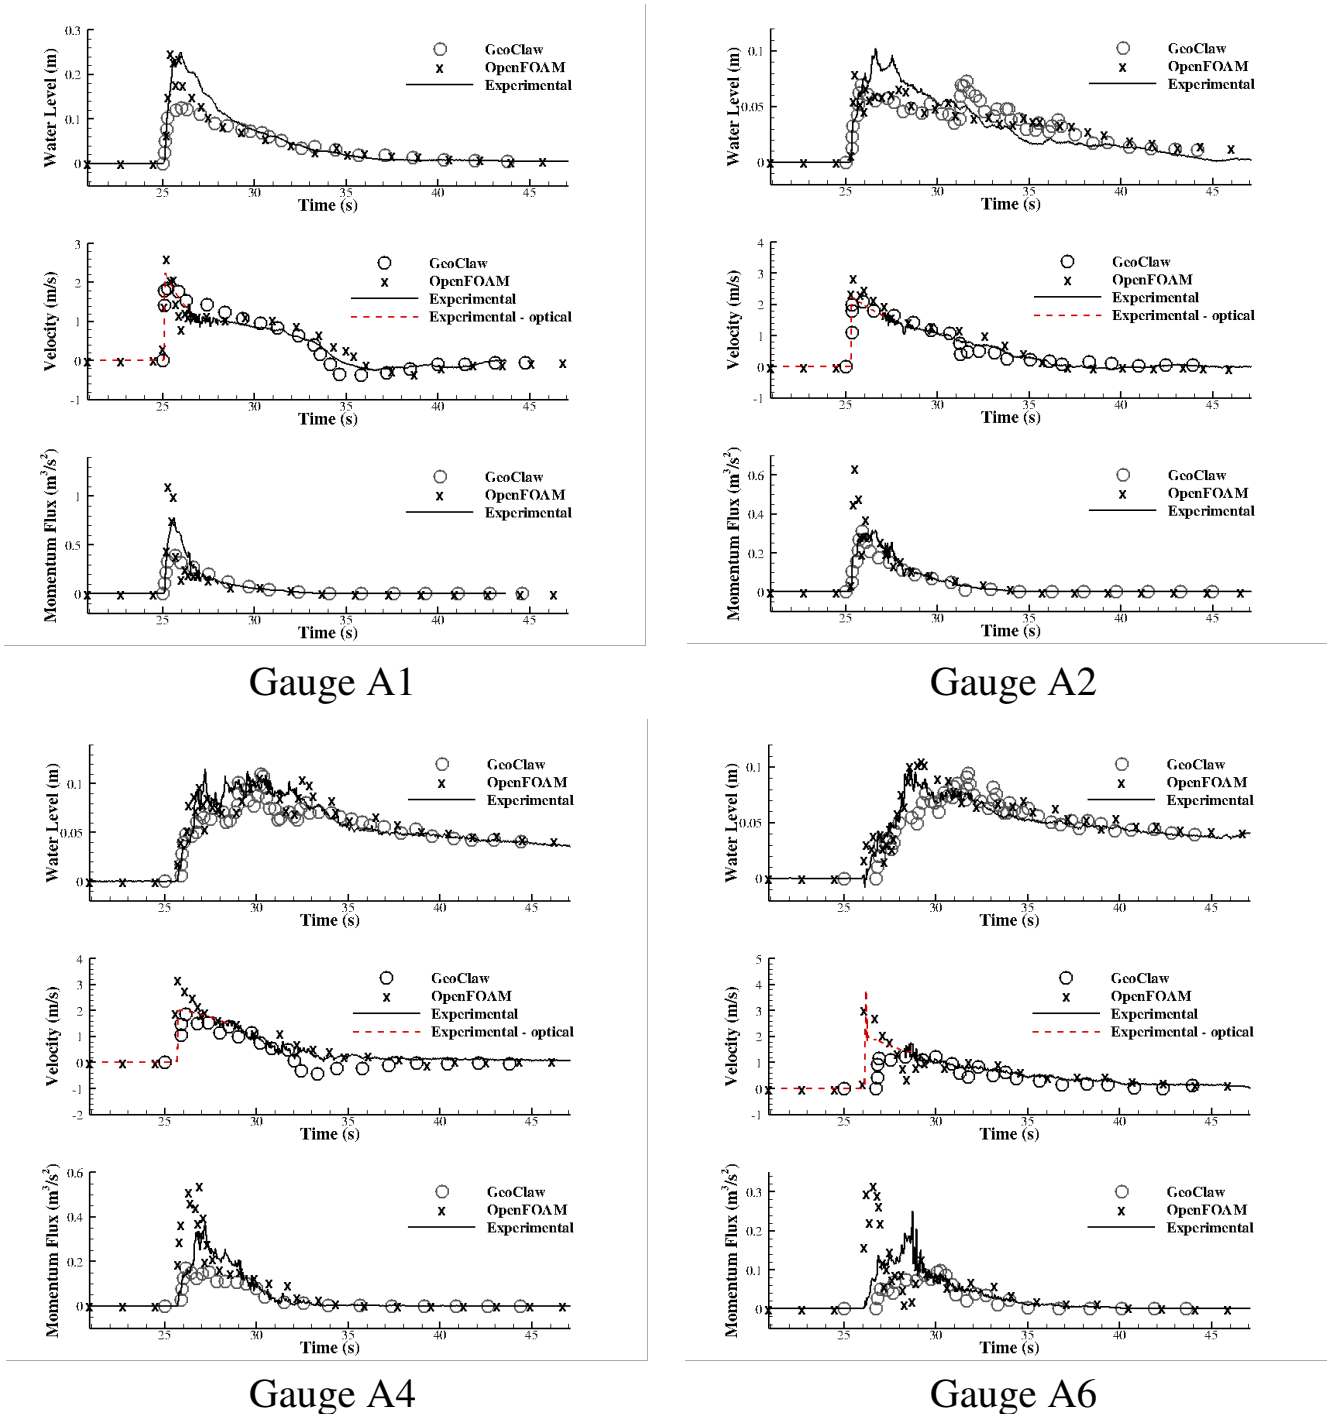 0.3
0.2
0.1
0
Water Level (m)
GeoClaw
OpenFOAM
Experimental
25 30 35 40 45
Time (s)
3
2
1
0
-1
Velocity (m/s)
GeoClaw
OpenFOAM
Experimental
Experimental - optical
25 30 35 40 45
Time (s)
1
0.5
0
Momentum Flux (m³/s²)
GeoClaw
OpenFOAM
Experimental
25 30 35 40 45
Time (s)
Gauge A1
0.1
0.05
0
Water Level (m)
GeoClaw
OpenFOAM
Experimental
25 30 35 40 45
Time (s)
4
3
2
1
0
-1
Velocity (m/s)
GeoClaw
OpenFOAM
Experimental
Experimental - optical
25 30 35 40 45
Time (s)
0.6
0.4
0.2
0
Momentum Flux (m³/s²)
GeoClaw
OpenFOAM
Experimental
25 30 35 40 45
Time (s)
Gauge A2
0.1
0.05
0
Water Level (m)
GeoClaw
OpenFOAM
Experimental
25 30 35 40 45
Time (s)
4
3
2
1
0
-1
-2
Velocity (m/s)
GeoClaw
OpenFOAM
Experimental
Experimental - optical
25 30 35 40 45
Time (s)
0.6
0.4
0.2
0
Momentum Flux (m³/s²)
GeoClaw
OpenFOAM
Experimental
25 30 35 40 45
Time (s)
Gauge A4
0.1
0.05
0
Water Level (m)
GeoClaw
OpenFOAM
Experimental
25 30 35 40 45
Time (s)
5
4
3
2
1
0
-1
Velocity (m/s)
GeoClaw
OpenFOAM
Experimental
Experimental - optical
25 30 35 40 45
Time (s)
0.3
0.2
0.1
0
Momentum Flux (m³/s²)
GeoClaw
OpenFOAM
Experimental
25 30 35 40 45
Time (s)
Gauge A6